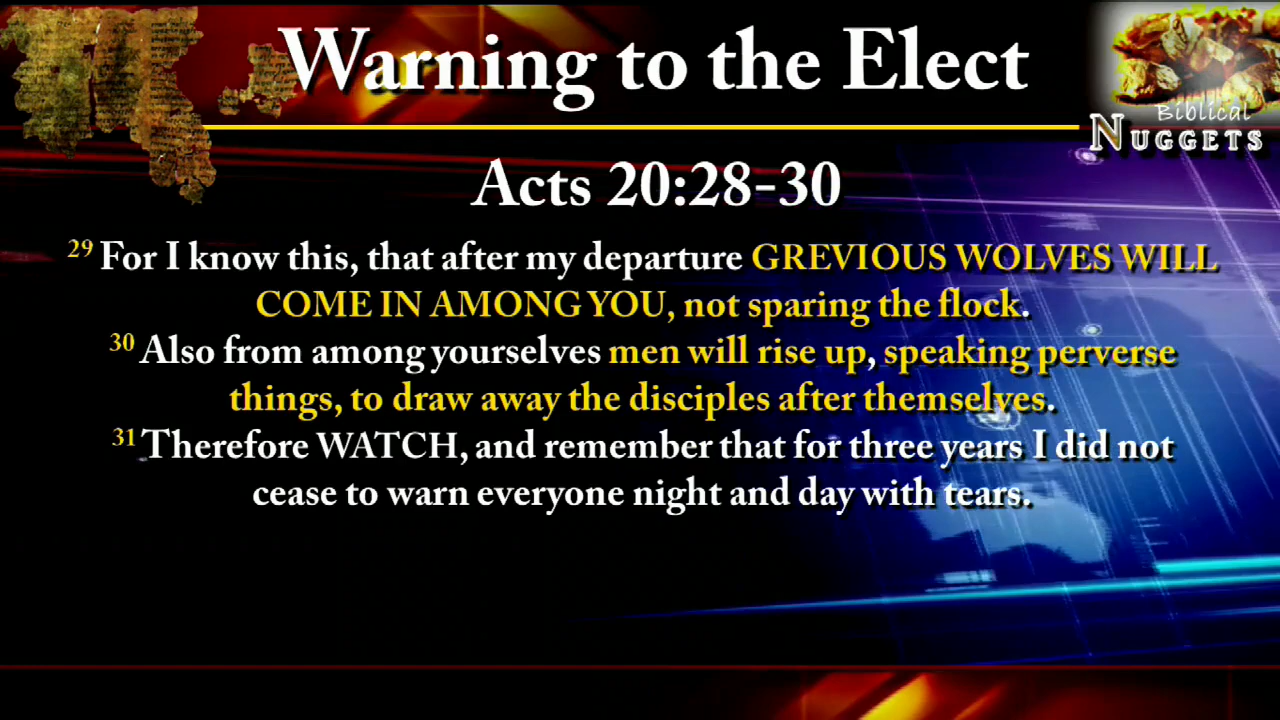 Warning to the Elect
Biblical
NUGGETS
Acts 20:28-30
29 For I know this, that after my departure GREVIOUS WOLVES WILL
COME IN AMONG YOU, not sparing the flock.
30 Also from among yourselves men will rise up, speaking perverse
things, to draw away the disciples after themselves.
31 Therefore WATCH, and remember that for three years I did not
cease to warn everyone night and day with tears.